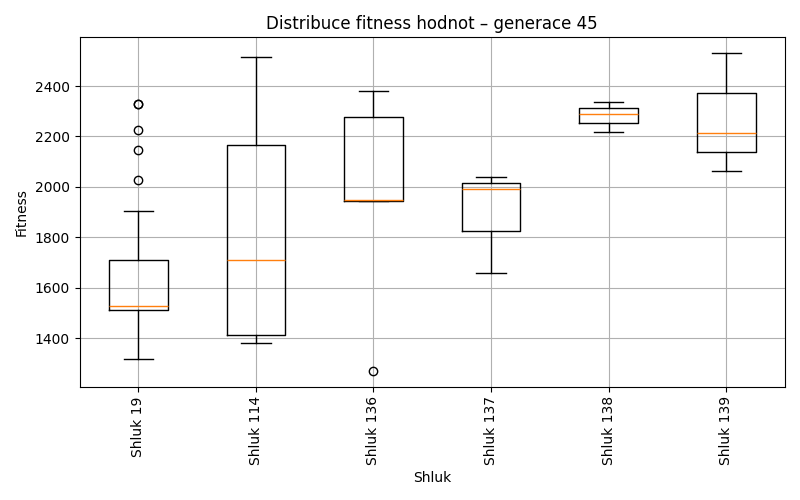 Distribuce fitness hodnot – generace 45
Fitness
2400
2200
2000
1800
1600
1400
Shluk 19
Shluk 114
Shluk 136
Shluk 137
Shluk 138
Shluk 139
Shluk